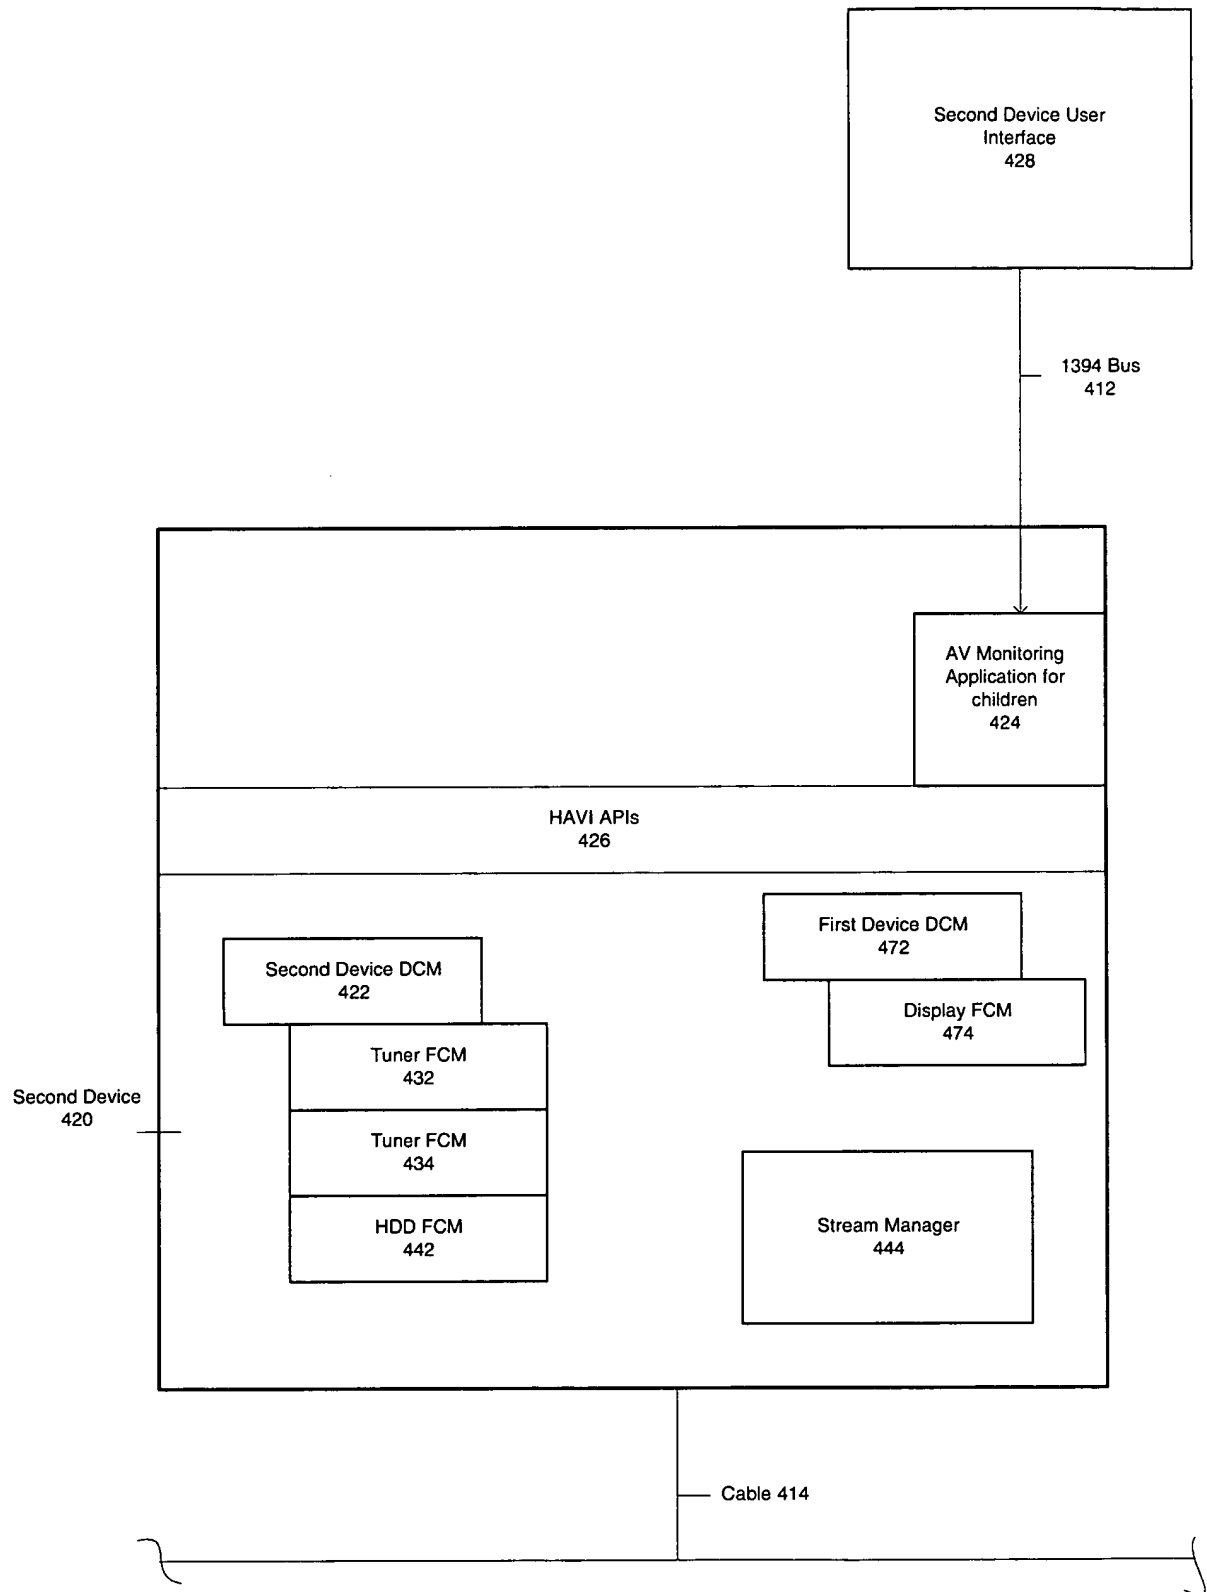 Second Device User
Interface
428
1394 Bus
412
AV Monitoring
Application for
children
424
HAVI APIs
426
First Device DCM
472
Second Device DCM
422
Display FCM
474
Tuner FCM
432
Second Device
420
Tuner FCM
434
HDD FCM
442
Stream Manager
444
Cable 414